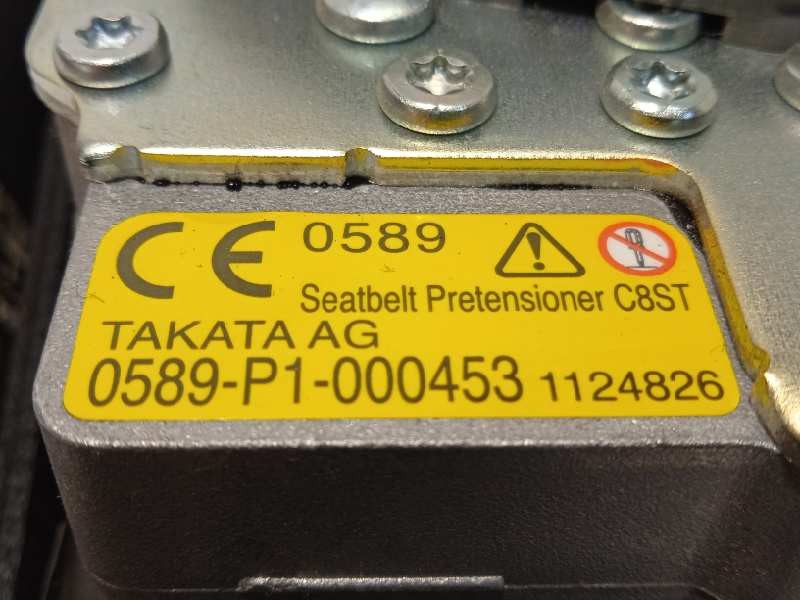 CE 0589
Seatbelt Pretensioner C8ST
TAKATA AG
0589-P1-000453 1124826